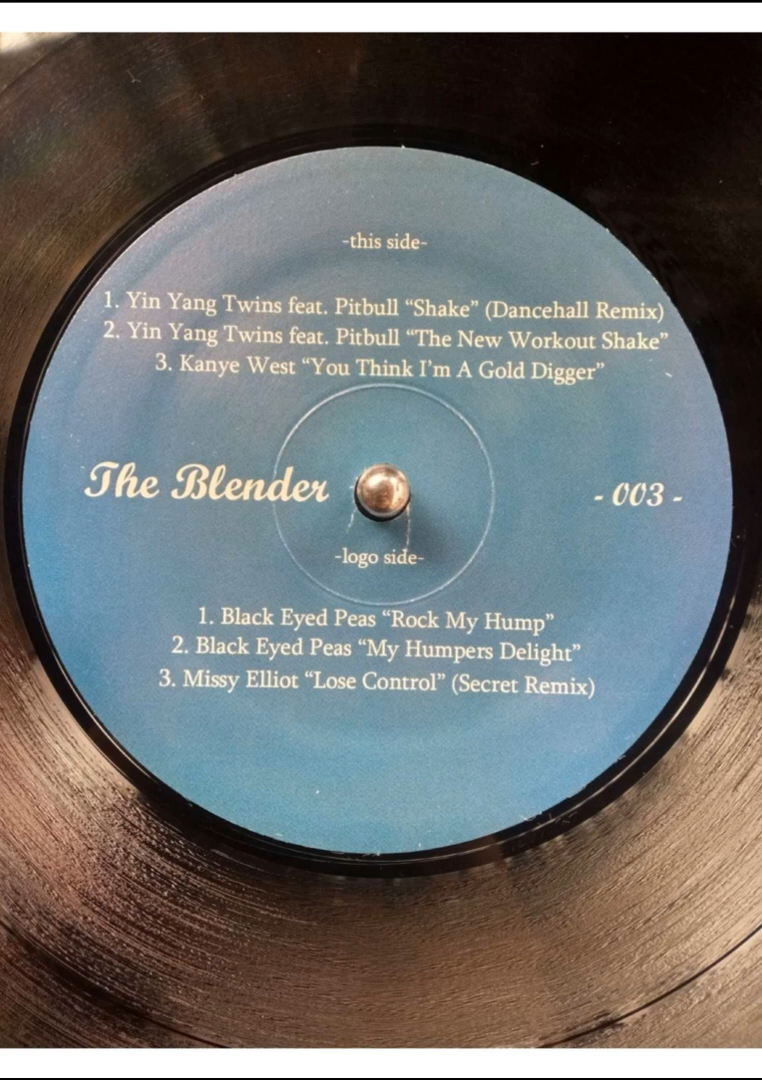 -this side-
1. Yin Yang Twins feat. Pitbull “Shake” (Dancehall Remix)
2. Yin Yang Twins feat. Pitbull “The New Workout Shake”
3. Kanye West “You Think I'm A Gold Digger”
The Blender
- 003 -
-logo side-
1. Black Eyed Peas “Rock My Hump”
2. Black Eyed Peas “My Humpers Delight”
3. Missy Elliot “Lose Control” (Secret Remix)